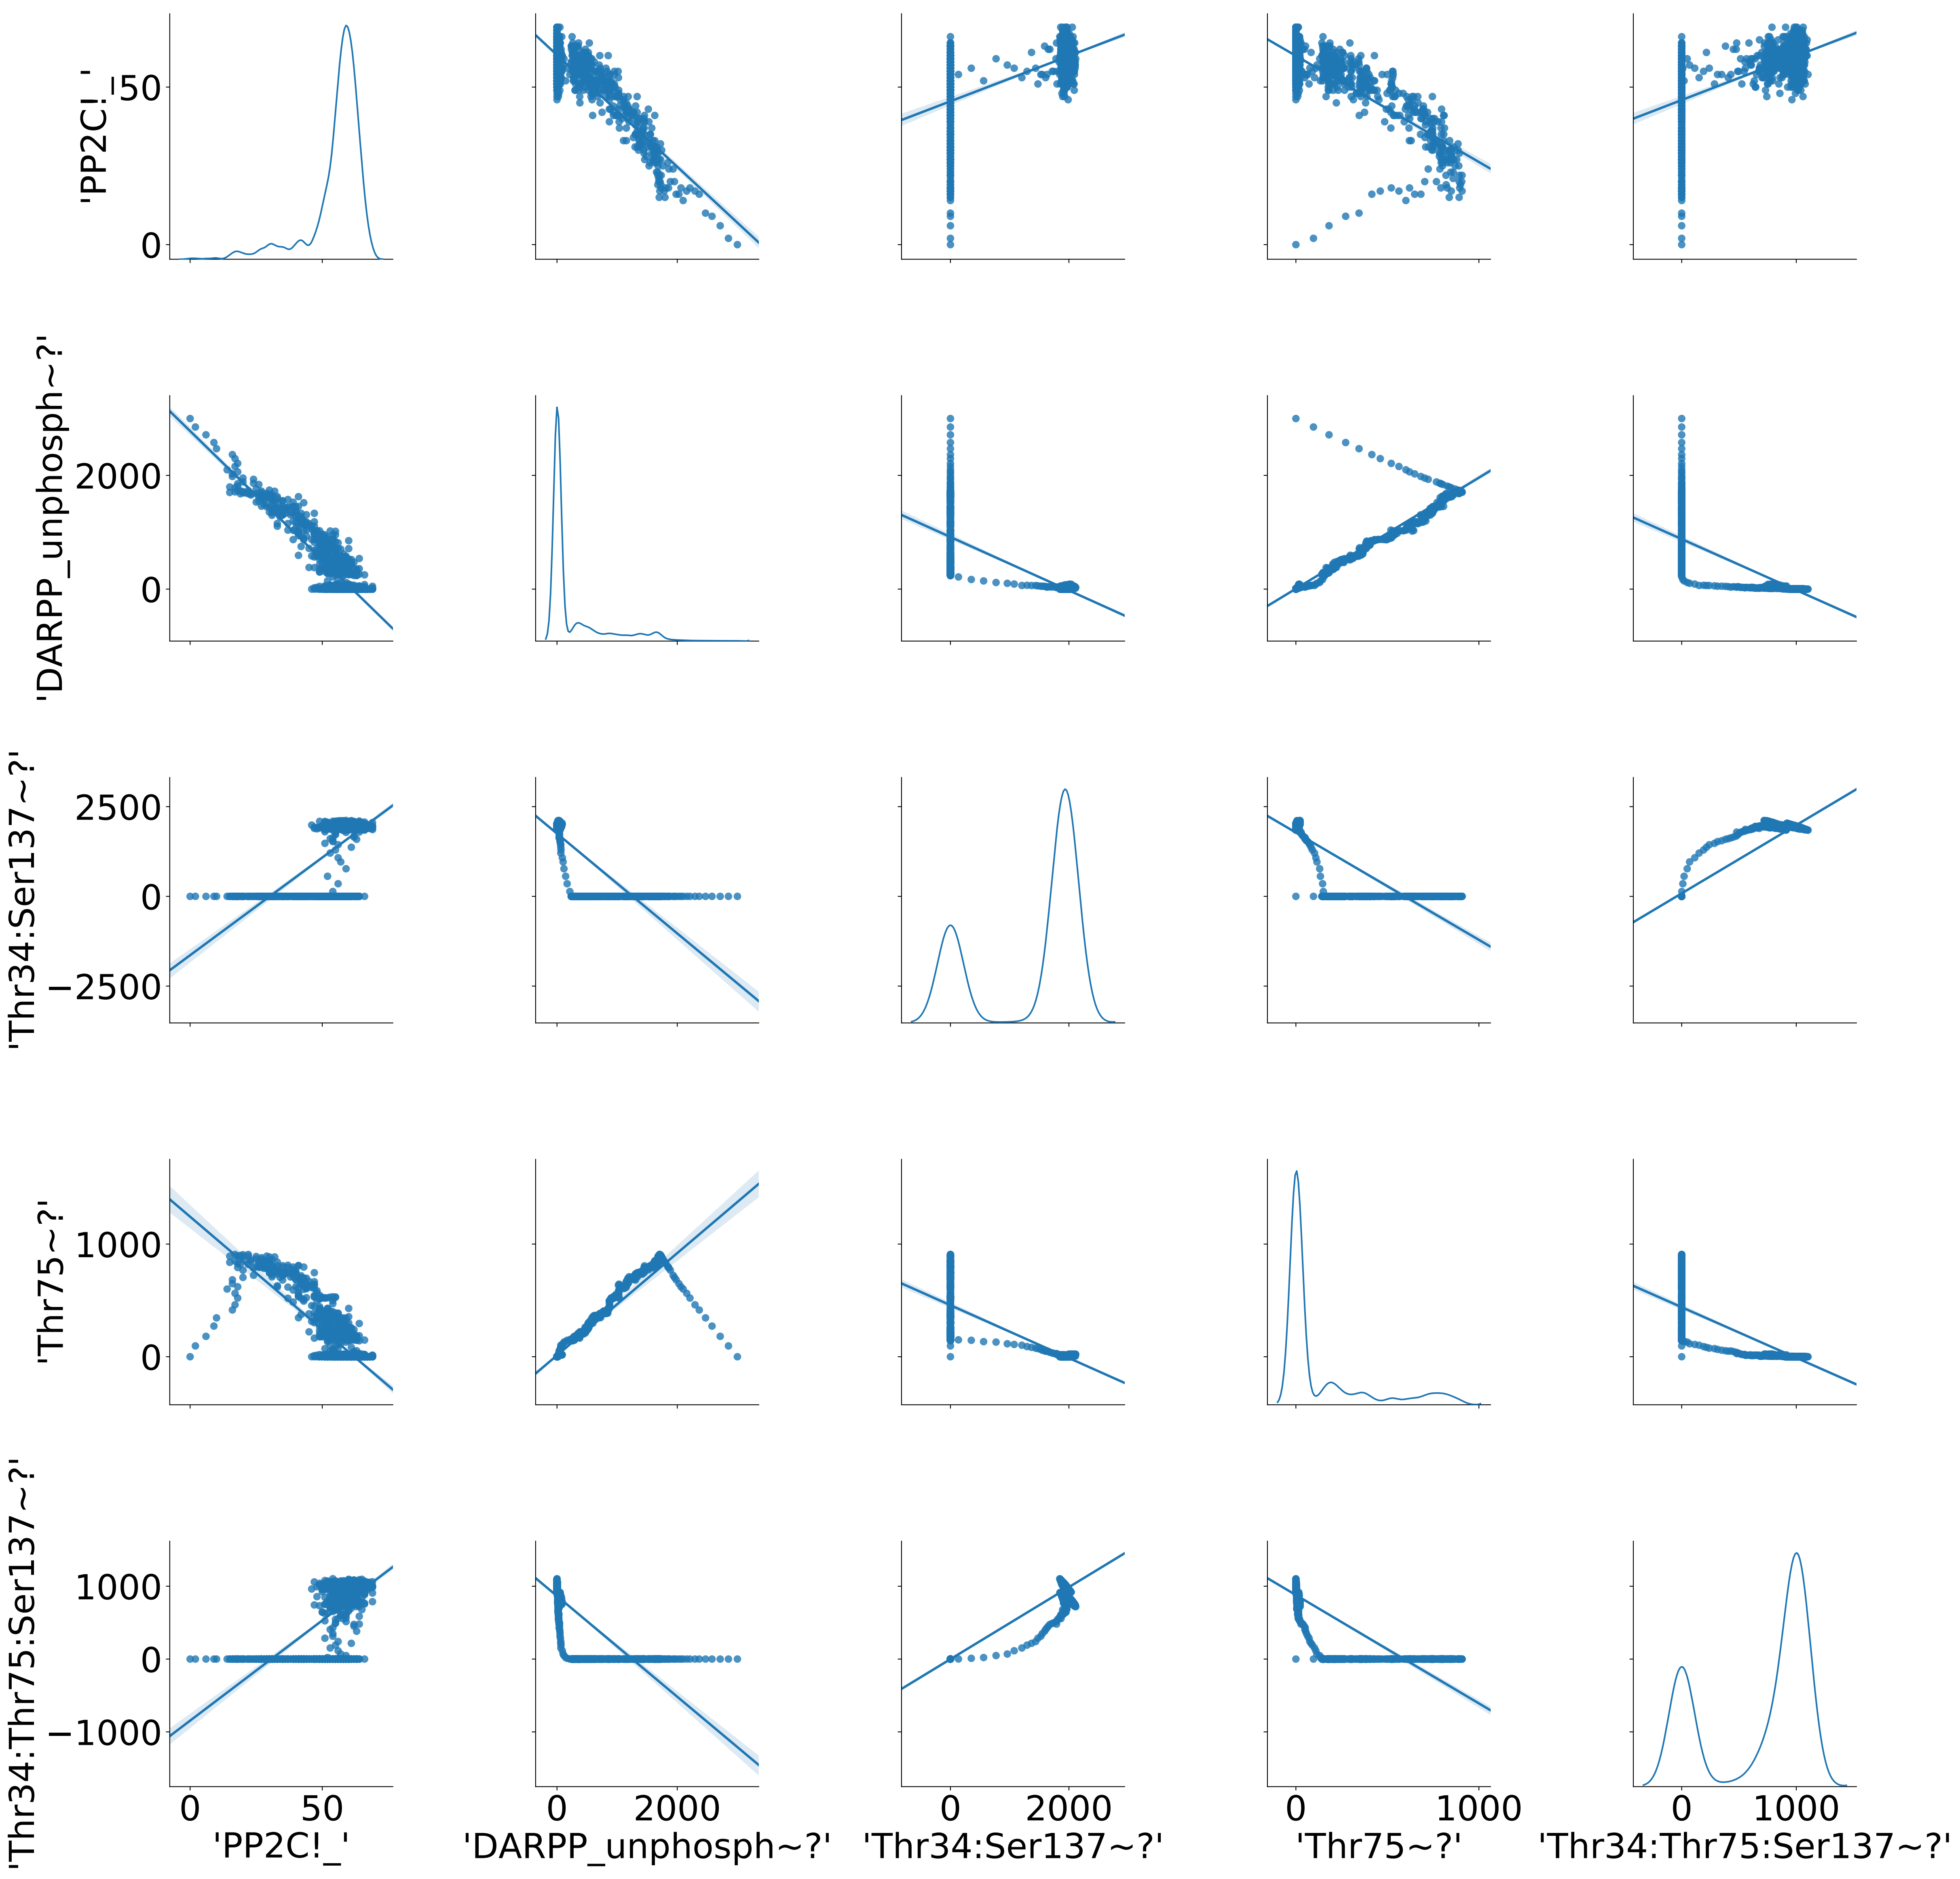 'PP2C!_'
50
0
'DARPP_unphosph~?'
2000
0
'Thr34:Ser137~?'
2500
0
−2500
'Thr75~?'
1000
0
'Thr34:Thr75:Ser137~?'
1000
0
−1000
0 50 0 2000 0 2000 0 1000 0 1000
'PP2C!_' 'DARPP_unphosph~?' 'Thr34:Ser137~?' 'Thr75~?' 'Thr34:Thr75:Ser137~?'